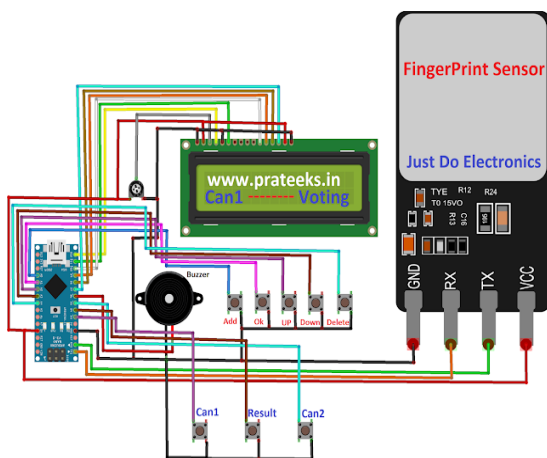 FingerPrint Sensor
Just Do Electronics
TYE
T0 15VO
R12
R24
R13
C16
195
GND
RX
TX
VCC
www.prateeks.in
Can1 -------- Voting
Buzzer
Add
Ok
UP
Down
Delete
Can1
Result
Can2